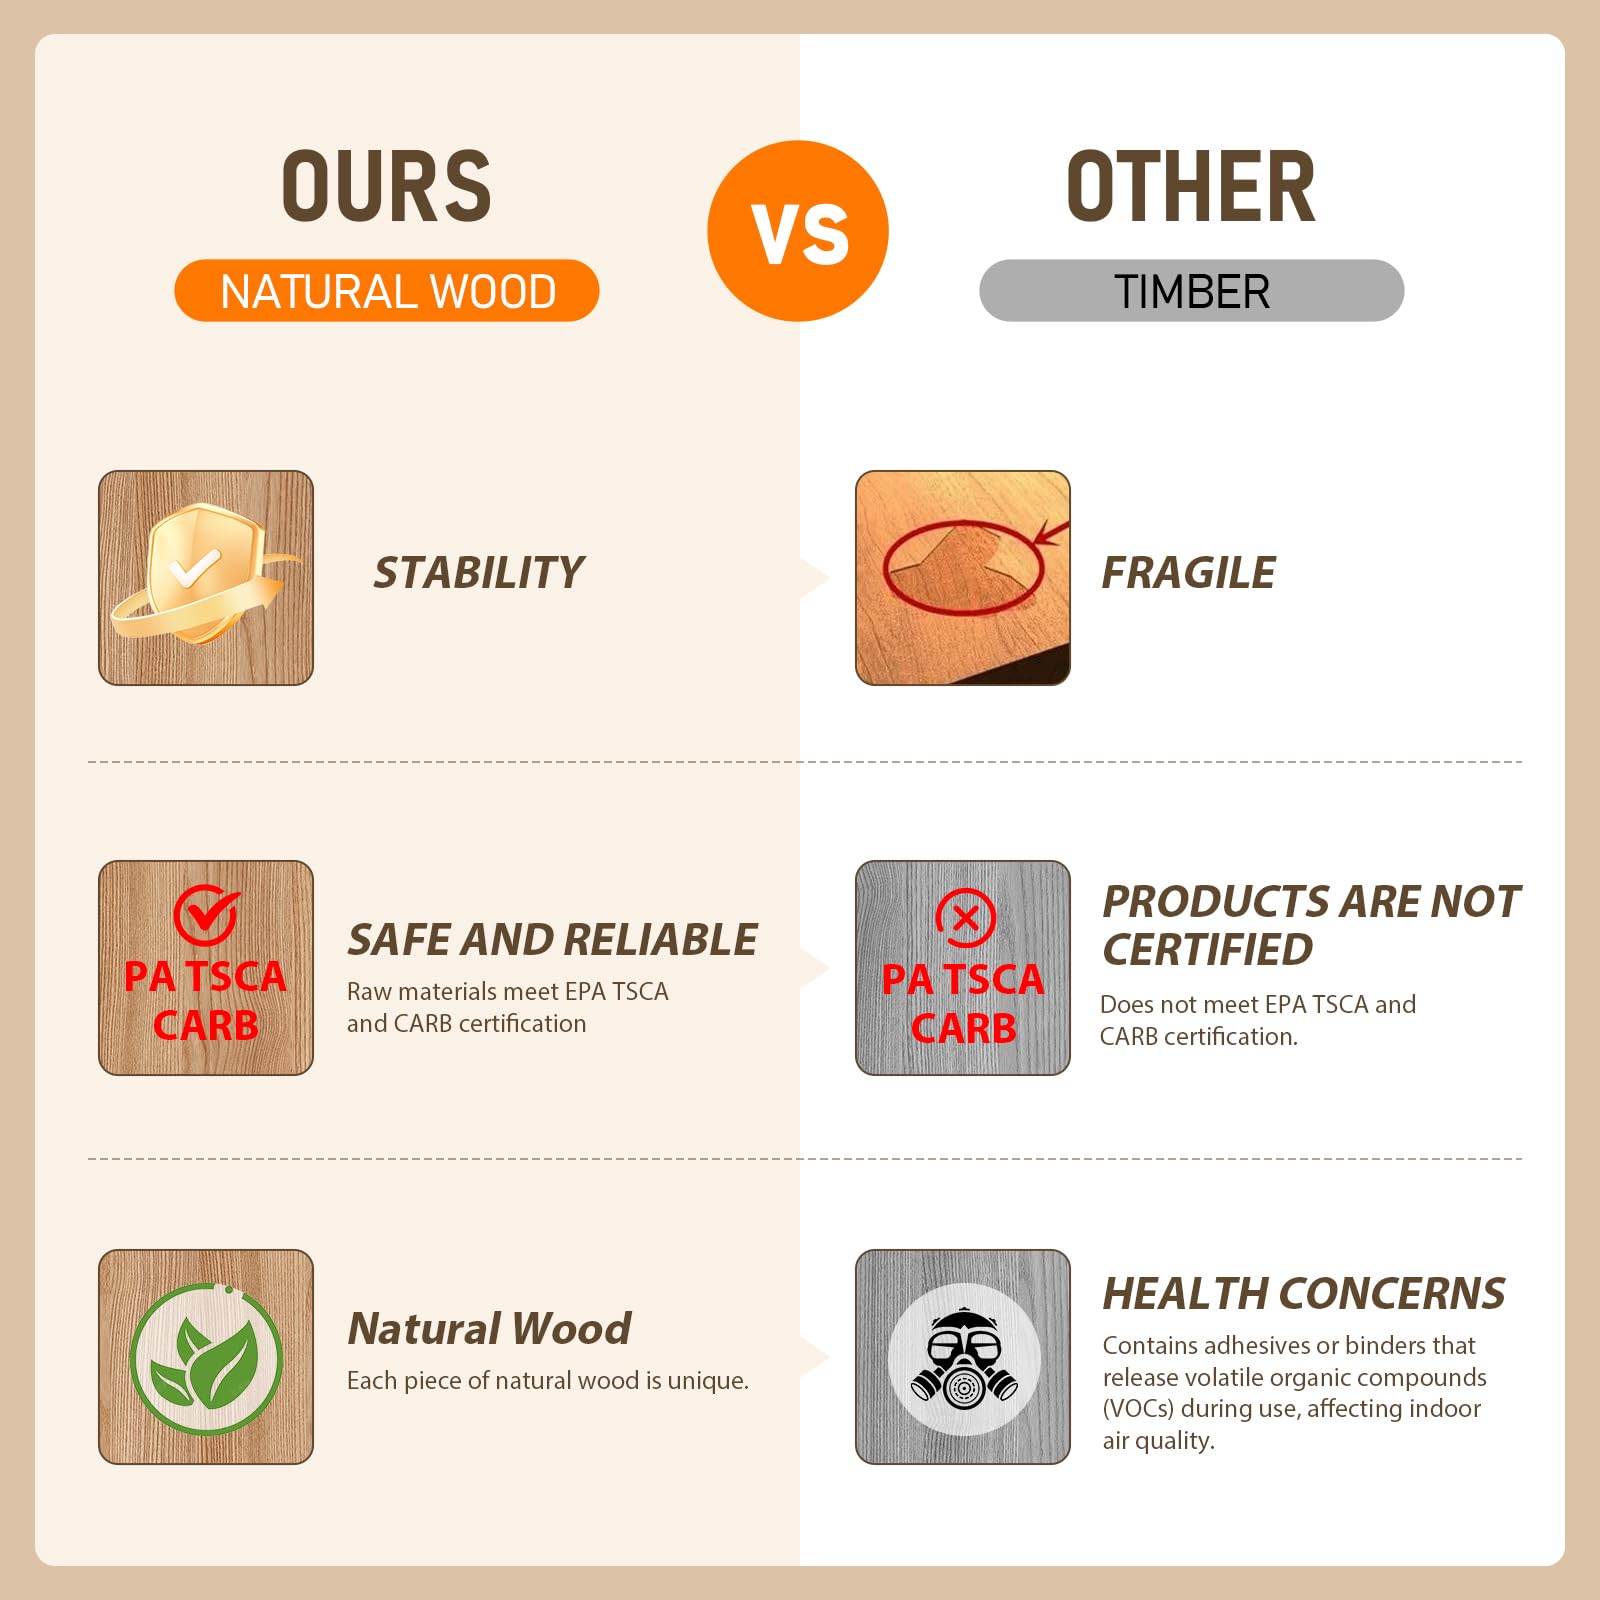 OURS
NATURAL WOOD
VS
OTHER
TIMBER
STABILITY
FRAGILE
PA TSCA
CARB
SAFE AND RELIABLE
Raw materials meet EPA TSCA
and CARB certification
PA TSCA
CARB
PRODUCTS ARE NOT
CERTIFIED
Does not meet EPA TSCA and
CARB certification.
Natural Wood
Each piece of natural wood is unique.
HEALTH CONCERNS
Contains adhesives or binders that
release volatile organic compounds
(VOCs) during use, affecting indoor
air quality.